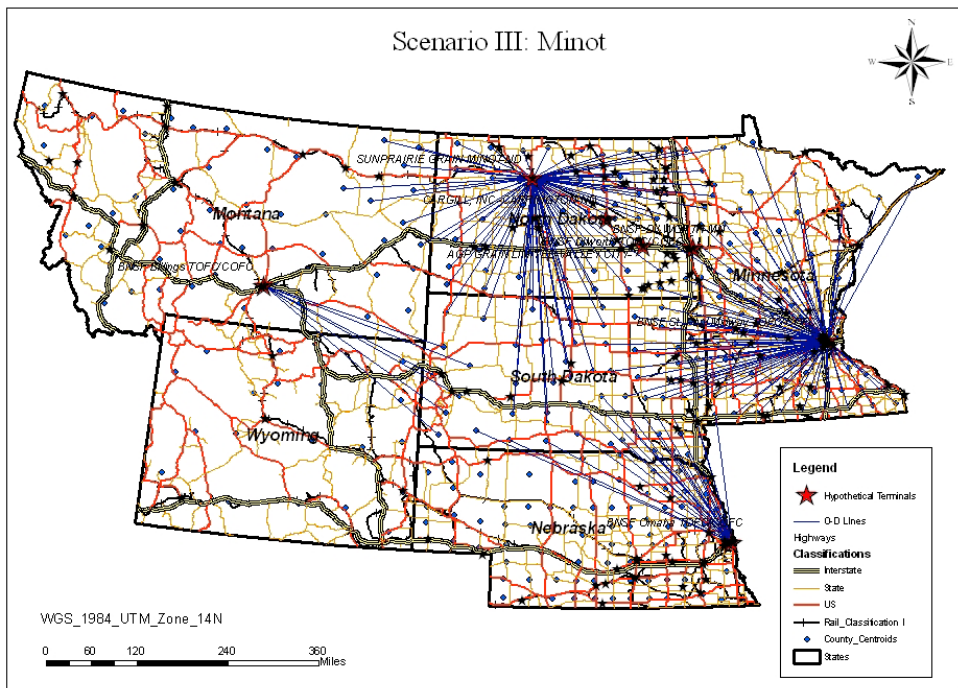 Scenario III: Minot
N
W
E
S
SUNPRAIRIE GRAIN-MINOT-ND
CARGILL, INC.
North Dakota
Montana
BNSF Billings TOFC/COFC
Minnesota
South Dakota
Wyoming
Nebraska
BNSF Omaha
WGS_1984_UTM_Zone_14N
0 60 120 240 360
Miles
Legend
Hypothetical Terminals
O-D Lines
Highways
Classifications
Interstate
State
US
Rail_Classification I
County_Centroids
States